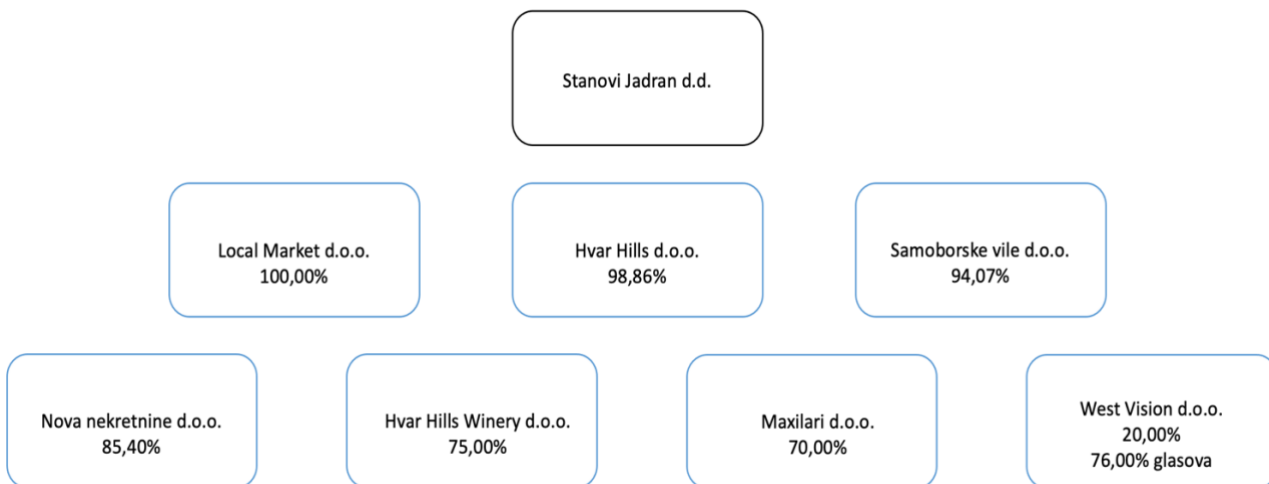 Stanovi Jadran d.d.
Local Market d.o.o.
100,00%
Hvar Hills d.o.o.
98,86%
Samoborske vile d.o.o.
94,07%
Nova nekretnine d.o.o.
85,40%
Hvar Hills Winery d.o.o.
75,00%
Maxilari d.o.o.
70,00%
West Vision d.o.o.
20,00%
76,00% glasova